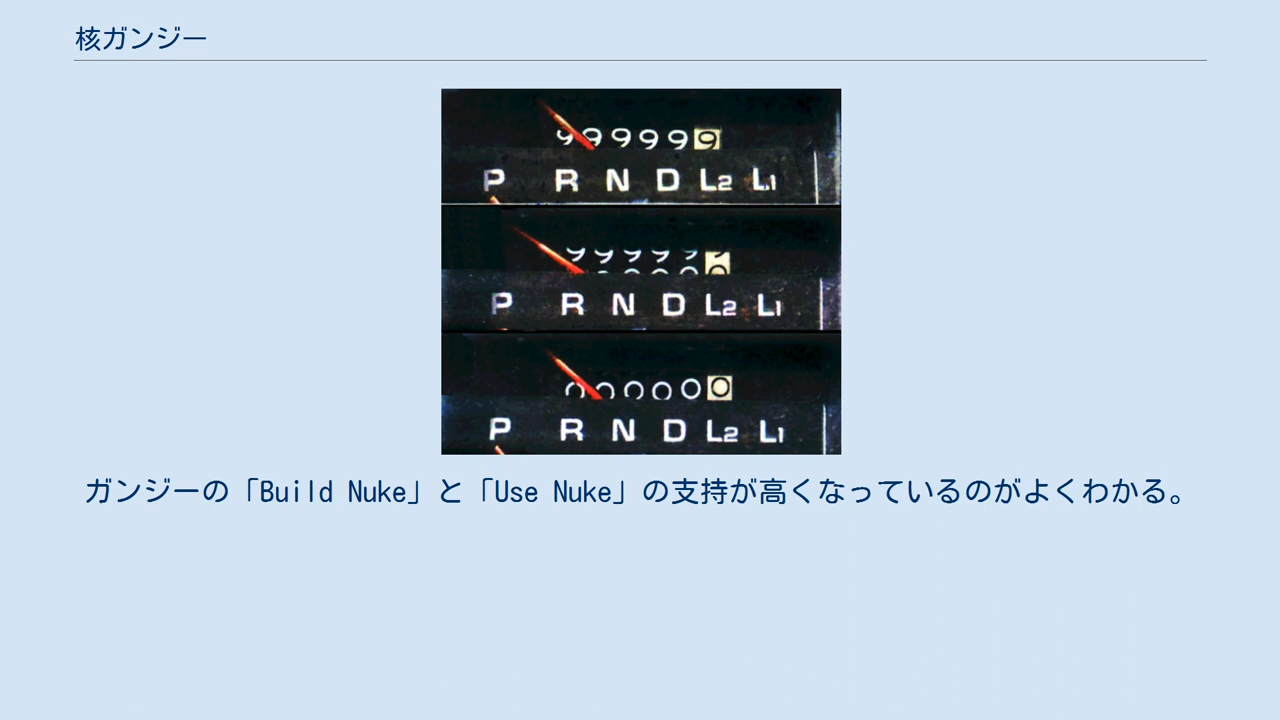 核ガンジー
999999
P R N D L2 L1
P R N D L2 L1
000000
P R N D L2 L1
ガンジーの「Build Nuke」と「Use Nuke」の支持が高くなっているのがよくわかる。